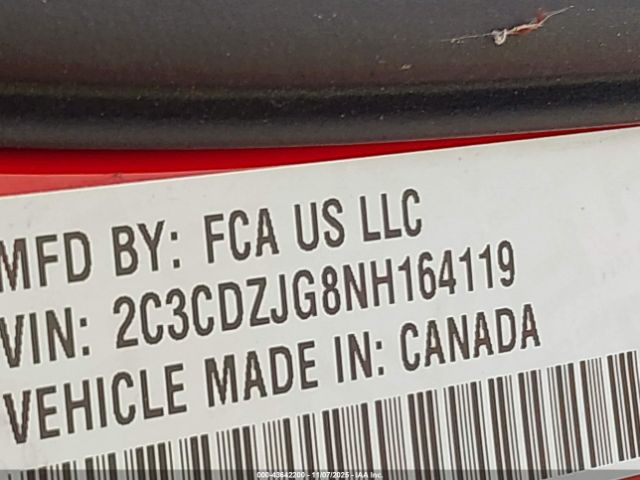 MFD BY: FCA US LLC
VIN: 2C3CDZJG8NH164119
VEHICLE MADE IN: CANADA
000-43642200 - 11/07/2025 - IAA Inc.